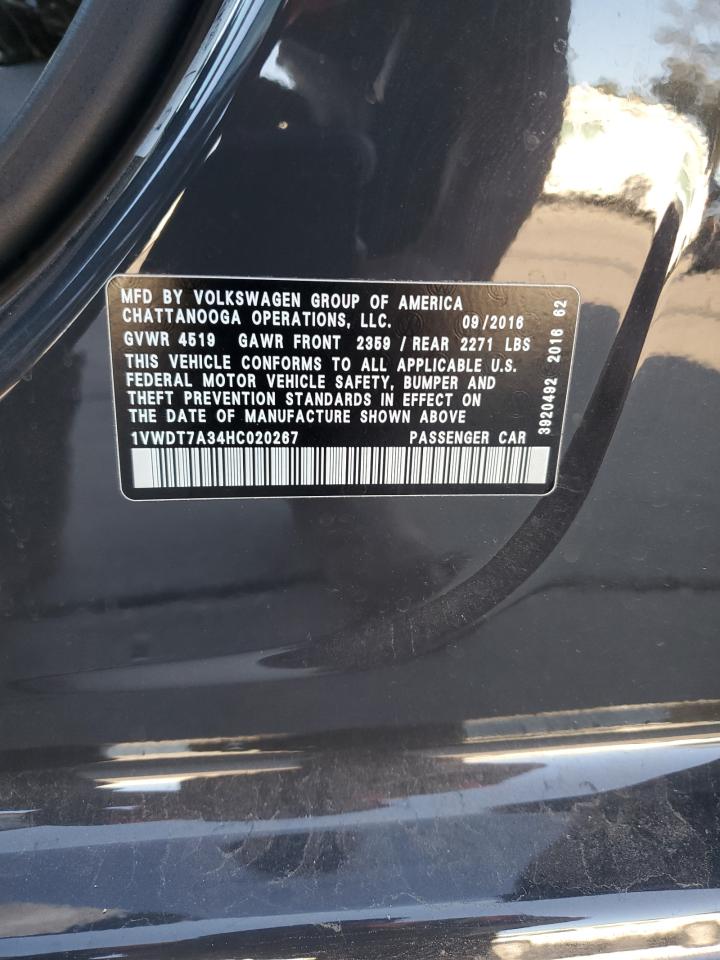 MFD BY VOLKSWAGEN GROUP OF AMERICA
CHATTANOOGA OPERATIONS, LLC. 09/2016
GVWR 4519 GAWR FRONT 2359 / REAR 2271 LBS
THIS VEHICLE CONFORMS TO ALL APPLICABLE U.S.
FEDERAL MOTOR VEHICLE SAFETY, BUMPER AND
THEFT PREVENTION STANDARDS IN EFFECT ON
THE DATE OF MANUFACTURE SHOWN ABOVE
1VWDT7A34HC020267 PASSENGER CAR
3920492 2016 62